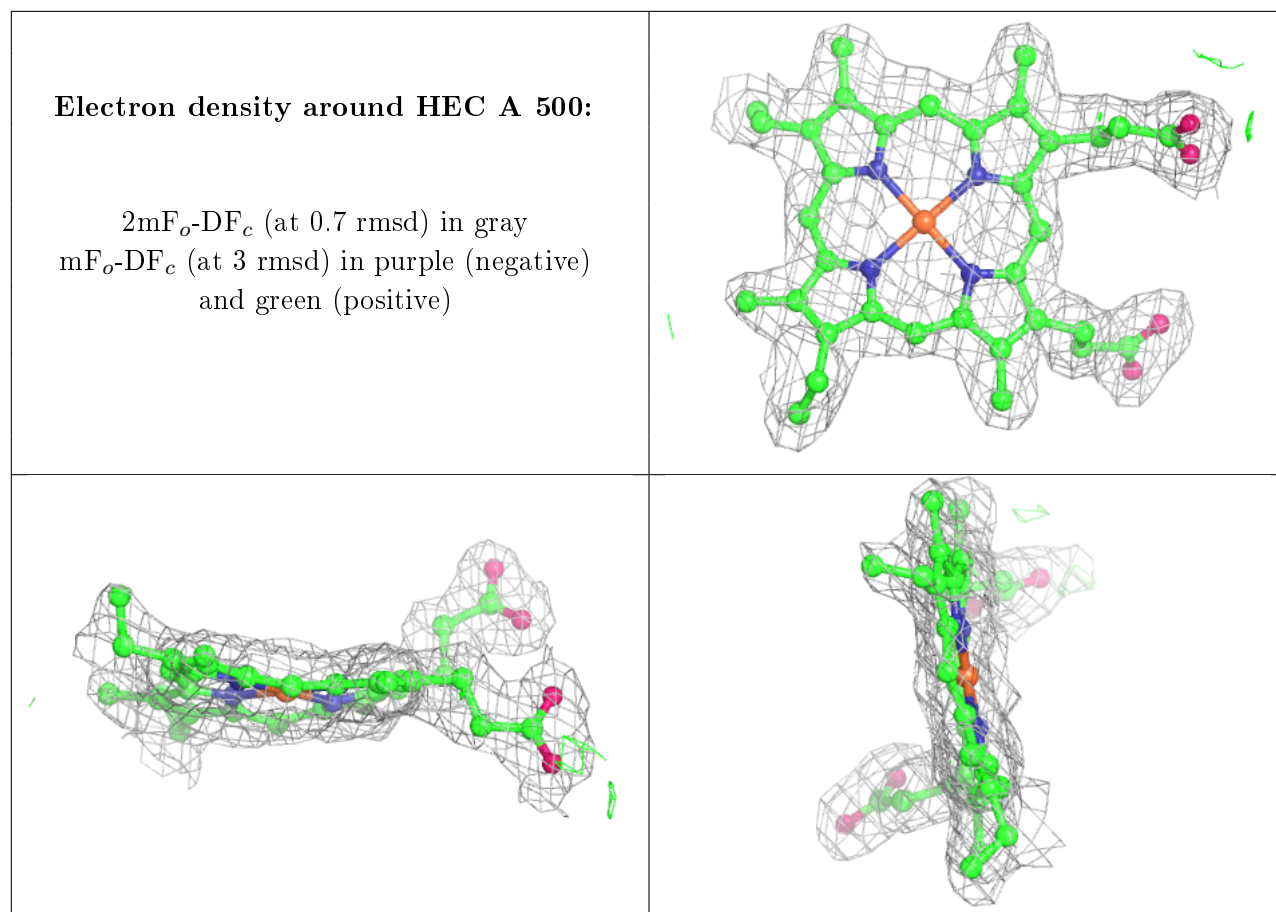 Electron density around HEC A 500:
2mFₒ-DF𝒸 (at 0.7 rmsd) in gray
mFₒ-DF𝒸 (at 3 rmsd) in purple (negative)
and green (positive)